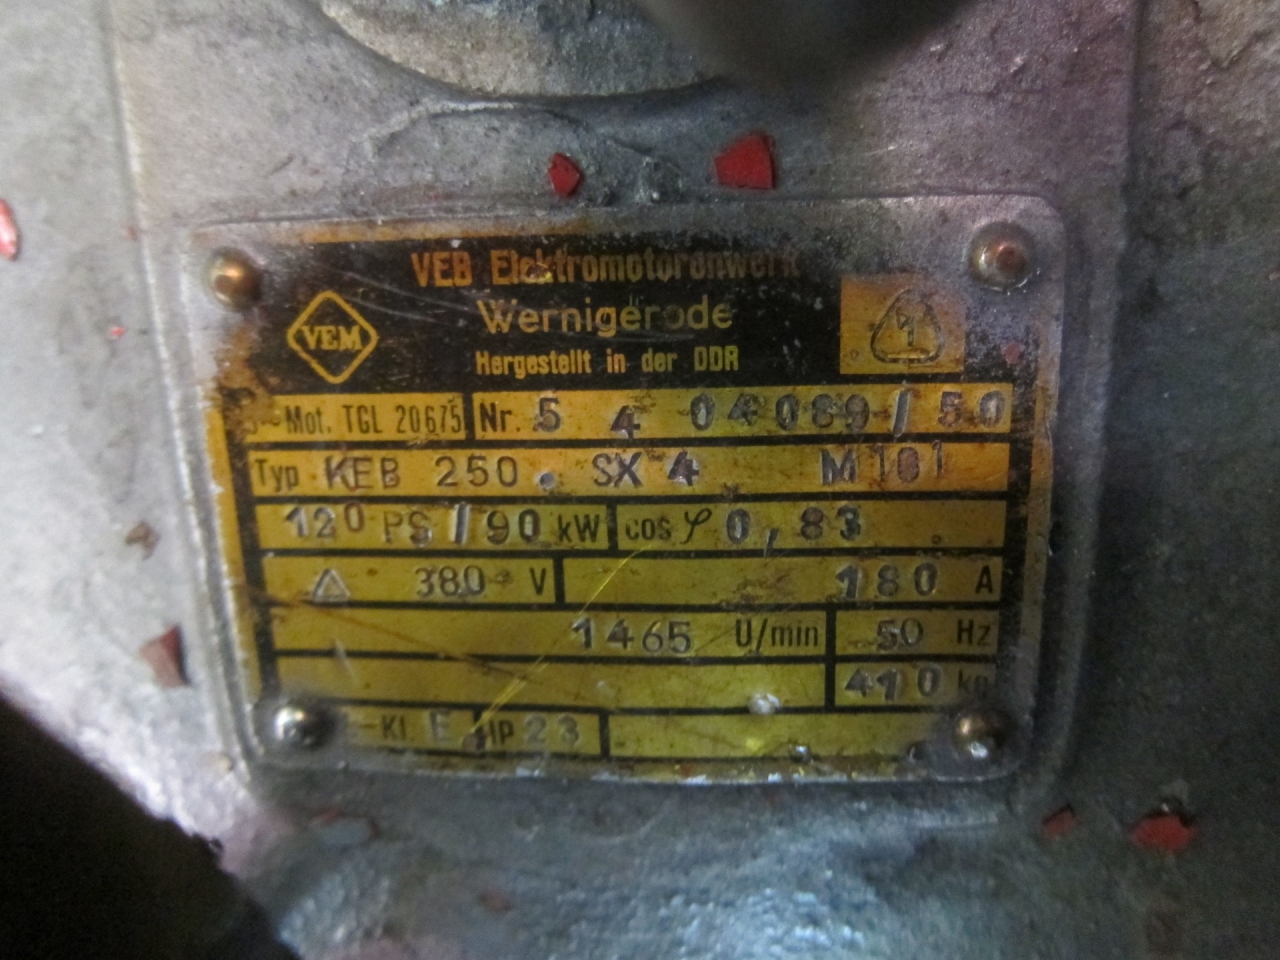 VEB Elektromotorenwerk
VEM
Wernigerode
Hergestellt in der DDR
Mot. TGL 20675 Nr. 5 4 04089/50
Typ KEB 250. SX 4 M101
120 PS/90 kW cos φ 0,83
△ 380 V 180 A
1465 U/min 50 Hz
410 kg
-Kl E IP 23